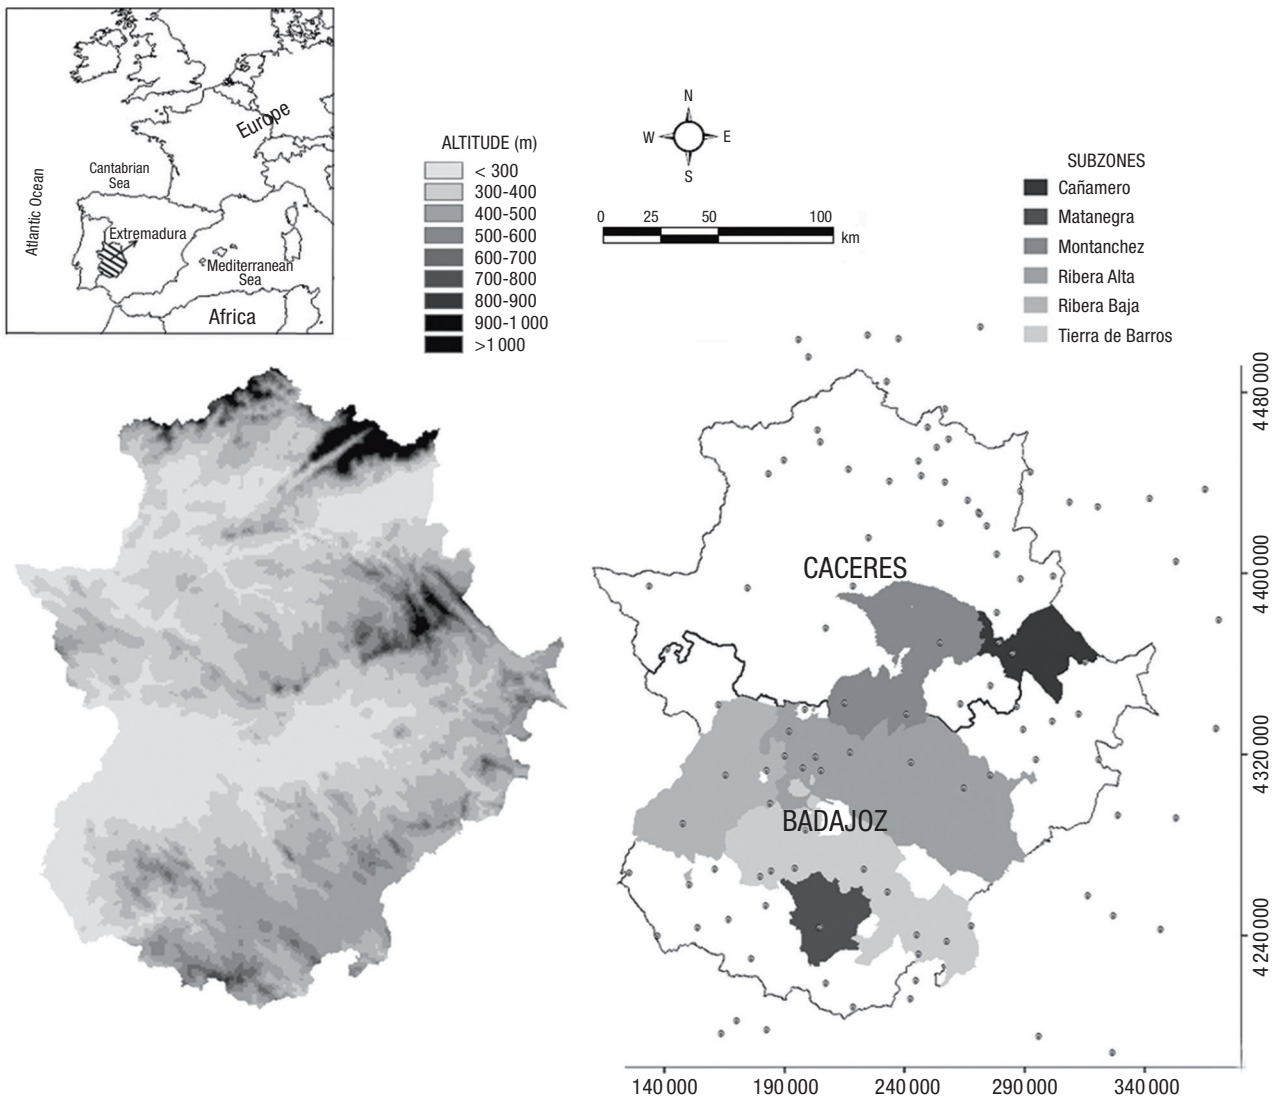 Europe
Cantabrian
Sea
Atlantic Ocean
Extremadura
Mediterranean
Sea
Africa
ALTITUDE (m)
< 300
300-400
400-500
500-600
600-700
700-800
800-900
900-1 000
>1 000
N
W
E
S
0 25 50 100
km
SUBZONES
Cañamero
Matanegra
Montanchez
Ribera Alta
Ribera Baja
Tierra de Barros
CACERES
BADAJOZ
4 480 000
4 400 000
4 320 000
4 240 000
140 000 190 000 240 000 290 000 340 000